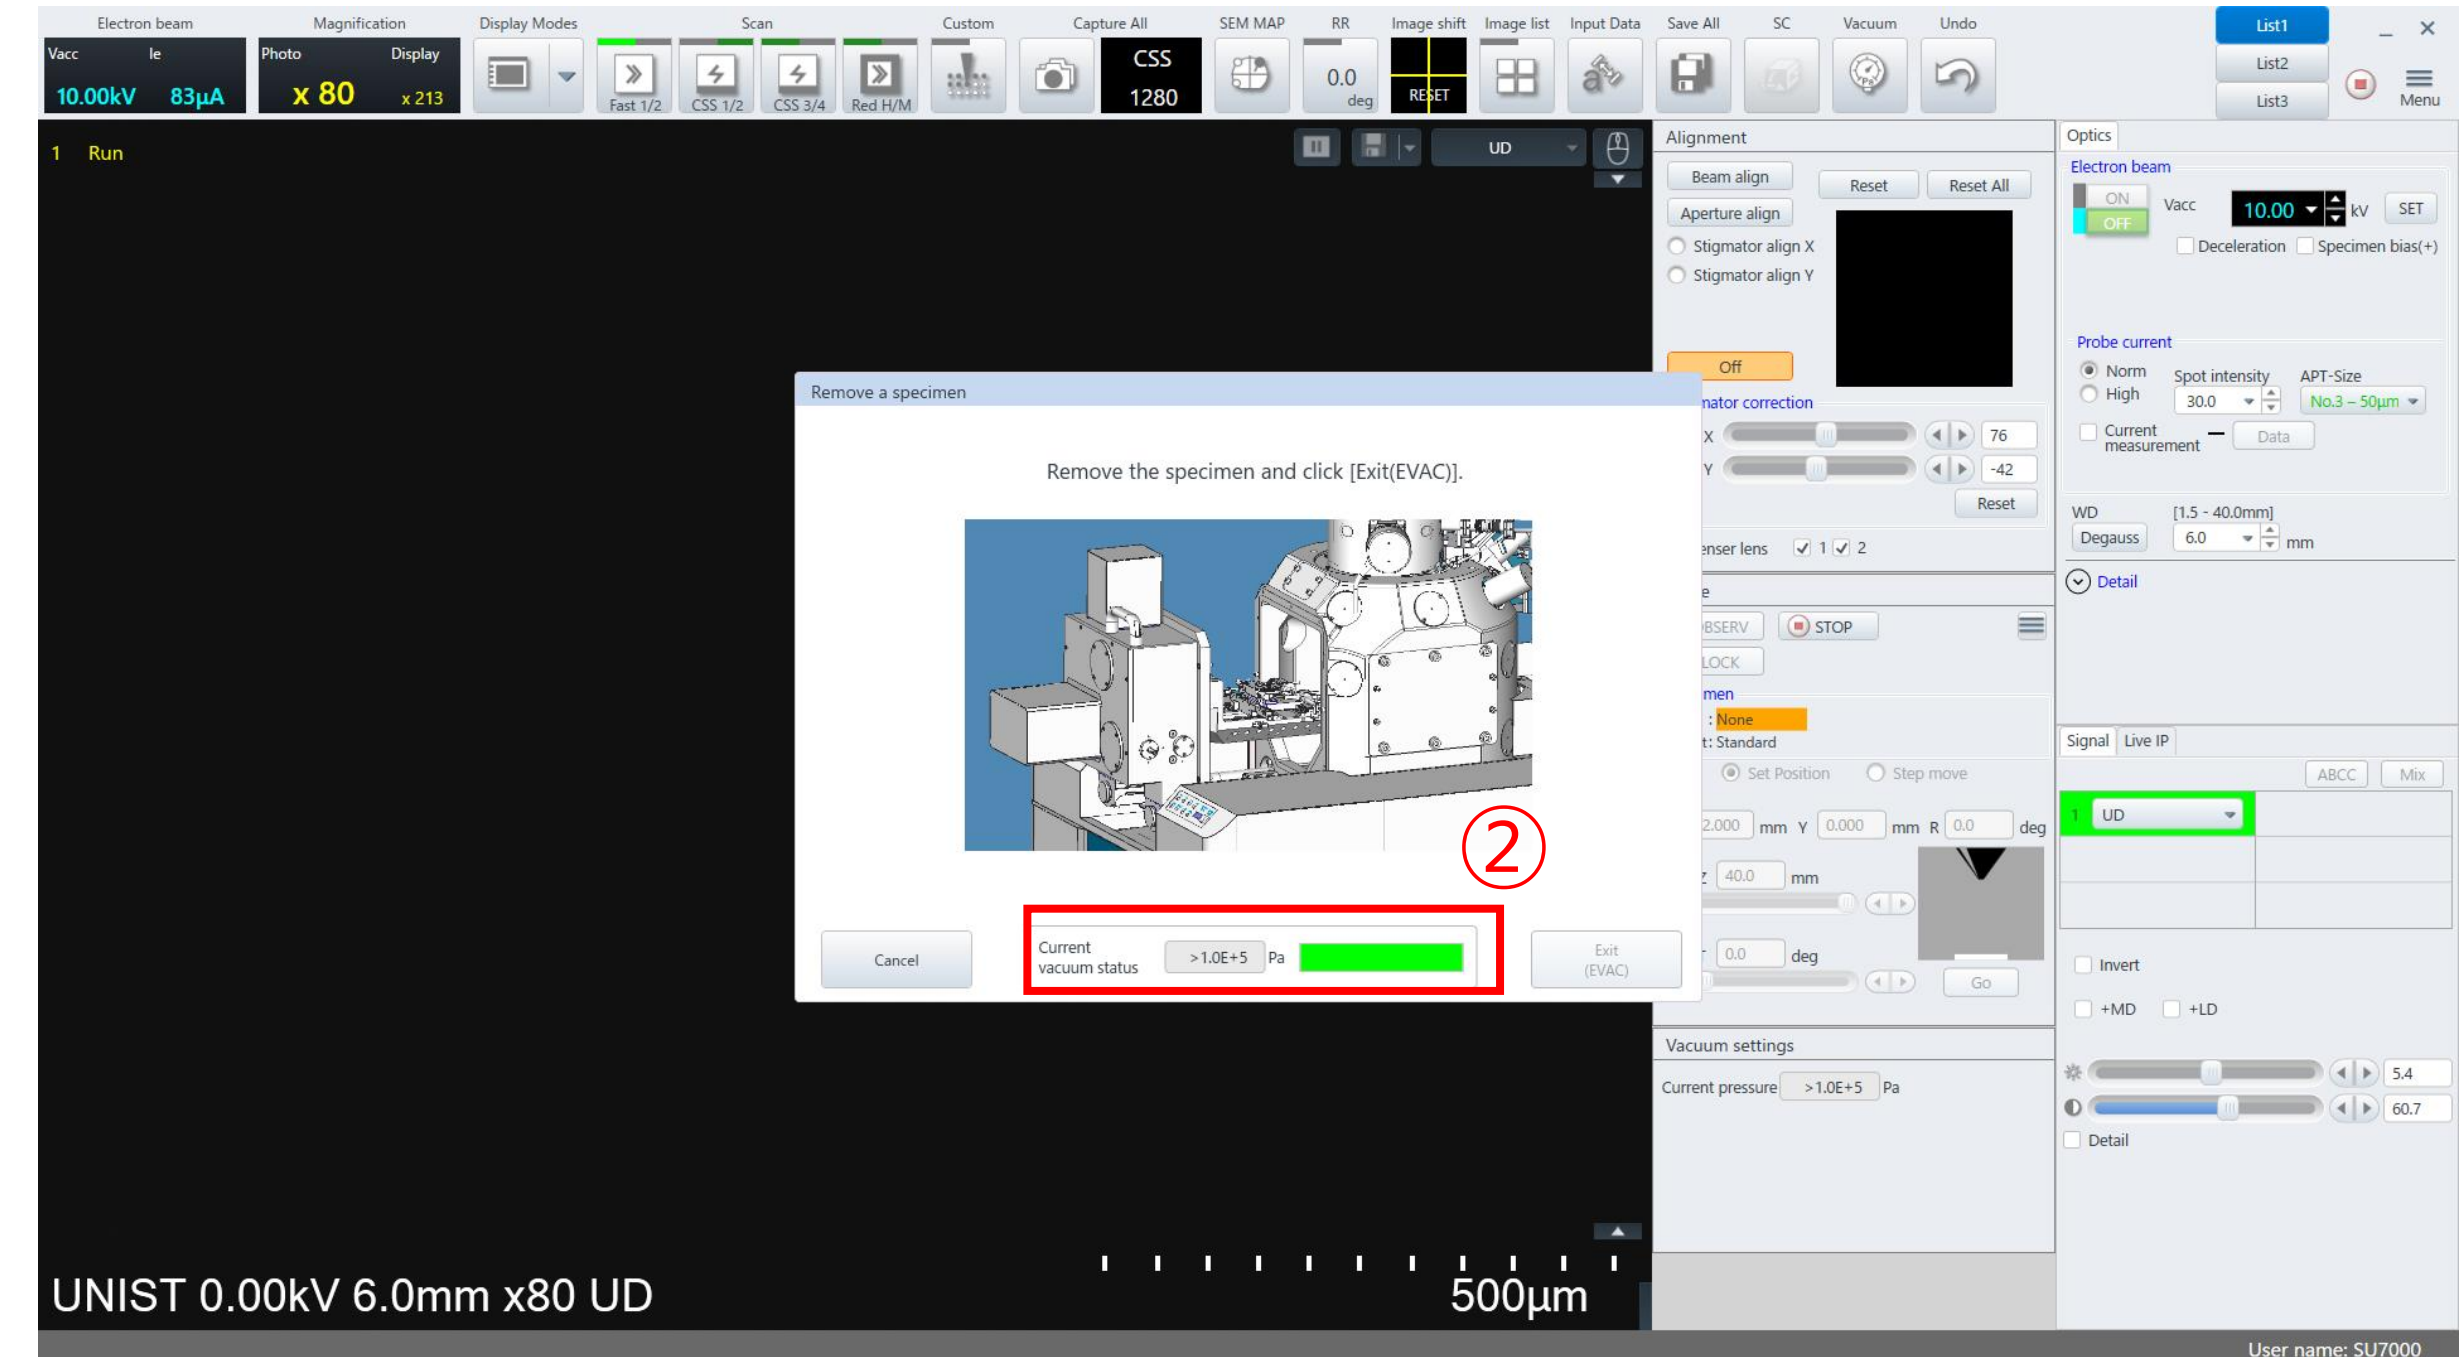 Electron beam
Magnification
Display Modes
Scan
Custom
Capture All
SEM MAP
RR
Image shift
Image list
Input Data
Save All
SC
Vacuum
Undo
Vacc Ie
10.00kV 83μA
Photo Display
x 80 x 213
Fast 1/2
CSS 1/2
CSS 3/4
Red H/M
CSS
1280
0.0
deg
RESET
List1
List2
List3
Menu
1 Run
UD
Alignment
Beam align
Reset
Reset All
Aperture align
Stigmator align X
Stigmator align Y
Off
nator correction
X 76
Y -42
Reset
enser lens 1 2
e
BSERV
STOP
LOCK
men
: None
t: Standard
Set Position
Step move
2.000 mm Y 0.000 mm R 0.0 deg
Z 40.0 mm
0.0 deg
Go
Vacuum settings
Current pressure >1.0E+5 Pa
Remove a specimen
Remove the specimen and click [Exit(EVAC)].
②
Cancel
Current
vacuum status
>1.0E+5 Pa
Exit
(EVAC)
Optics
Electron beam
ON
OFF
Vacc 10.00 kV SET
Deceleration Specimen bias(+)
Probe current
Norm
High
Spot intensity
30.0
APT-Size
No.3 – 50μm
Current
measurement
Data
WD [1.5 - 40.0mm]
Degauss 6.0 mm
Detail
Signal Live IP
ABCC Mix
1 UD
Invert
+MD +LD
5.4
60.7
Detail
UNIST 0.00kV 6.0mm x80 UD
500μm
User name: SU7000